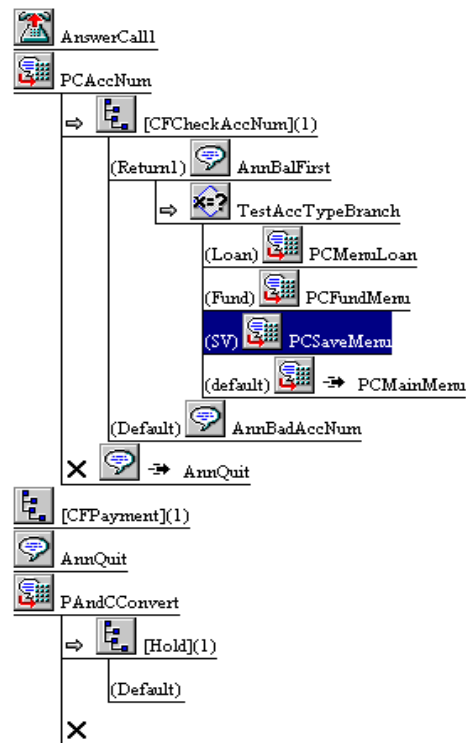 AnswerCall1
PCAccNum
[CFCheckAccNum](1)
(Return1) AnnBalFirst
x=? TestAccTypeBranch
(Loan) PCMenuLoan
(Fund) PCFundMenu
(SV) PCSaveMenu
(default) PCMainMenu
(Default) AnnBadAccNum
AnnQuit
[CFPayment](1)
AnnQuit
PAndCConvert
[Hold](1)
(Default)